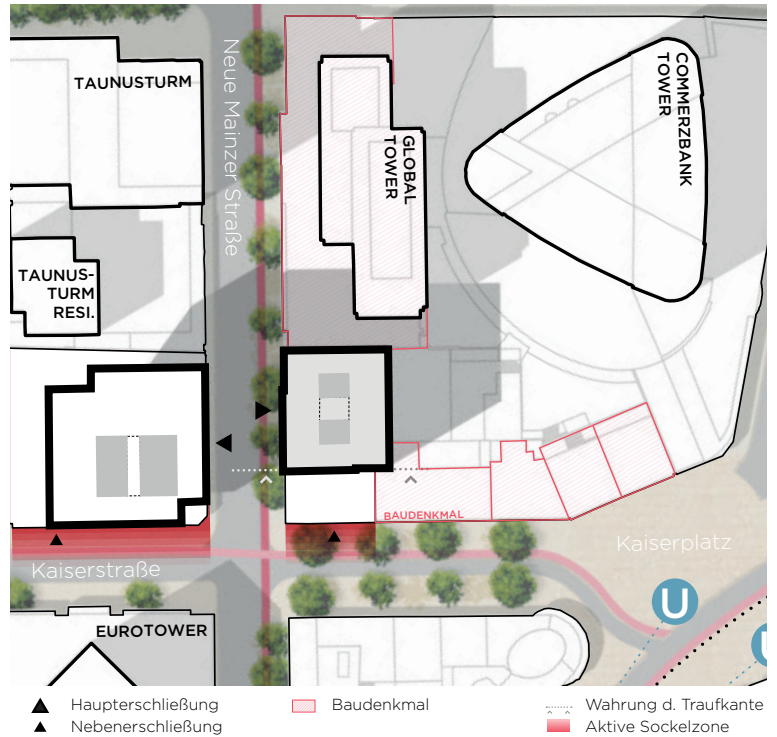 TAUNUSTURM
Neue Mainzer Straße
GLOBAL
TOWER
COMMERZBANK
TOWER
TAUNUS-
TURM
RESI.
BAUDENKMAL
Kaiserstraße
Kaiserplatz
U
U
EUROTOWER
Haupterschließung
Nebenerschließung
Baudenkmal
Wahrung d. Traufkante
Aktive Sockelzone